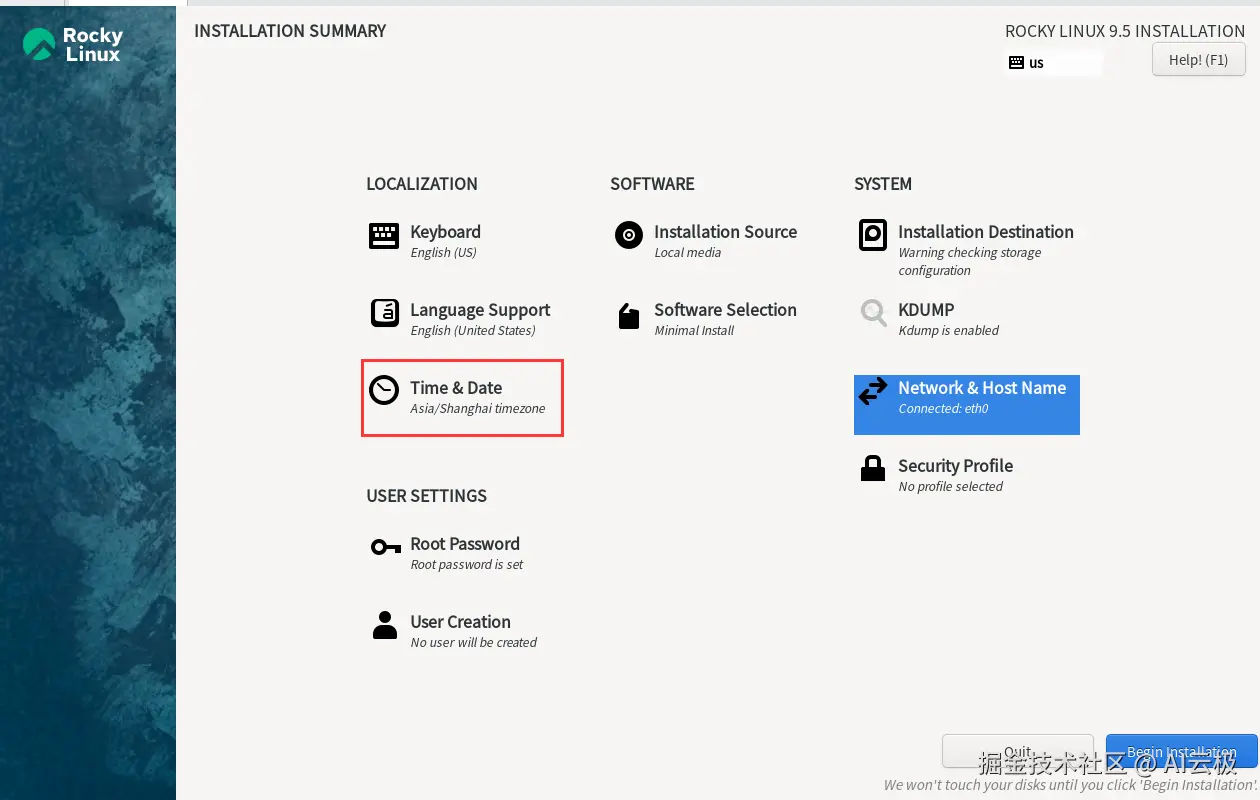 Rocky
Linux
INSTALLATION SUMMARY
ROCKY LINUX 9.5 INSTALLATION
us
Help! (F1)
LOCALIZATION
Keyboard
English (US)
Language Support
English (United States)
Time & Date
Asia/Shanghai timezone
SOFTWARE
Installation Source
Local media
Software Selection
Minimal Install
SYSTEM
Installation Destination
Warning checking storage
configuration
KDUMP
Kdump is enabled
Network & Host Name
Connected: eth0
Security Profile
No profile selected
USER SETTINGS
Root Password
Root password is set
User Creation
No user will be created
Quit
Begin Installation
掘金技术社区 @ AI云极
We won't touch your disks until you click 'Begin Installation'.